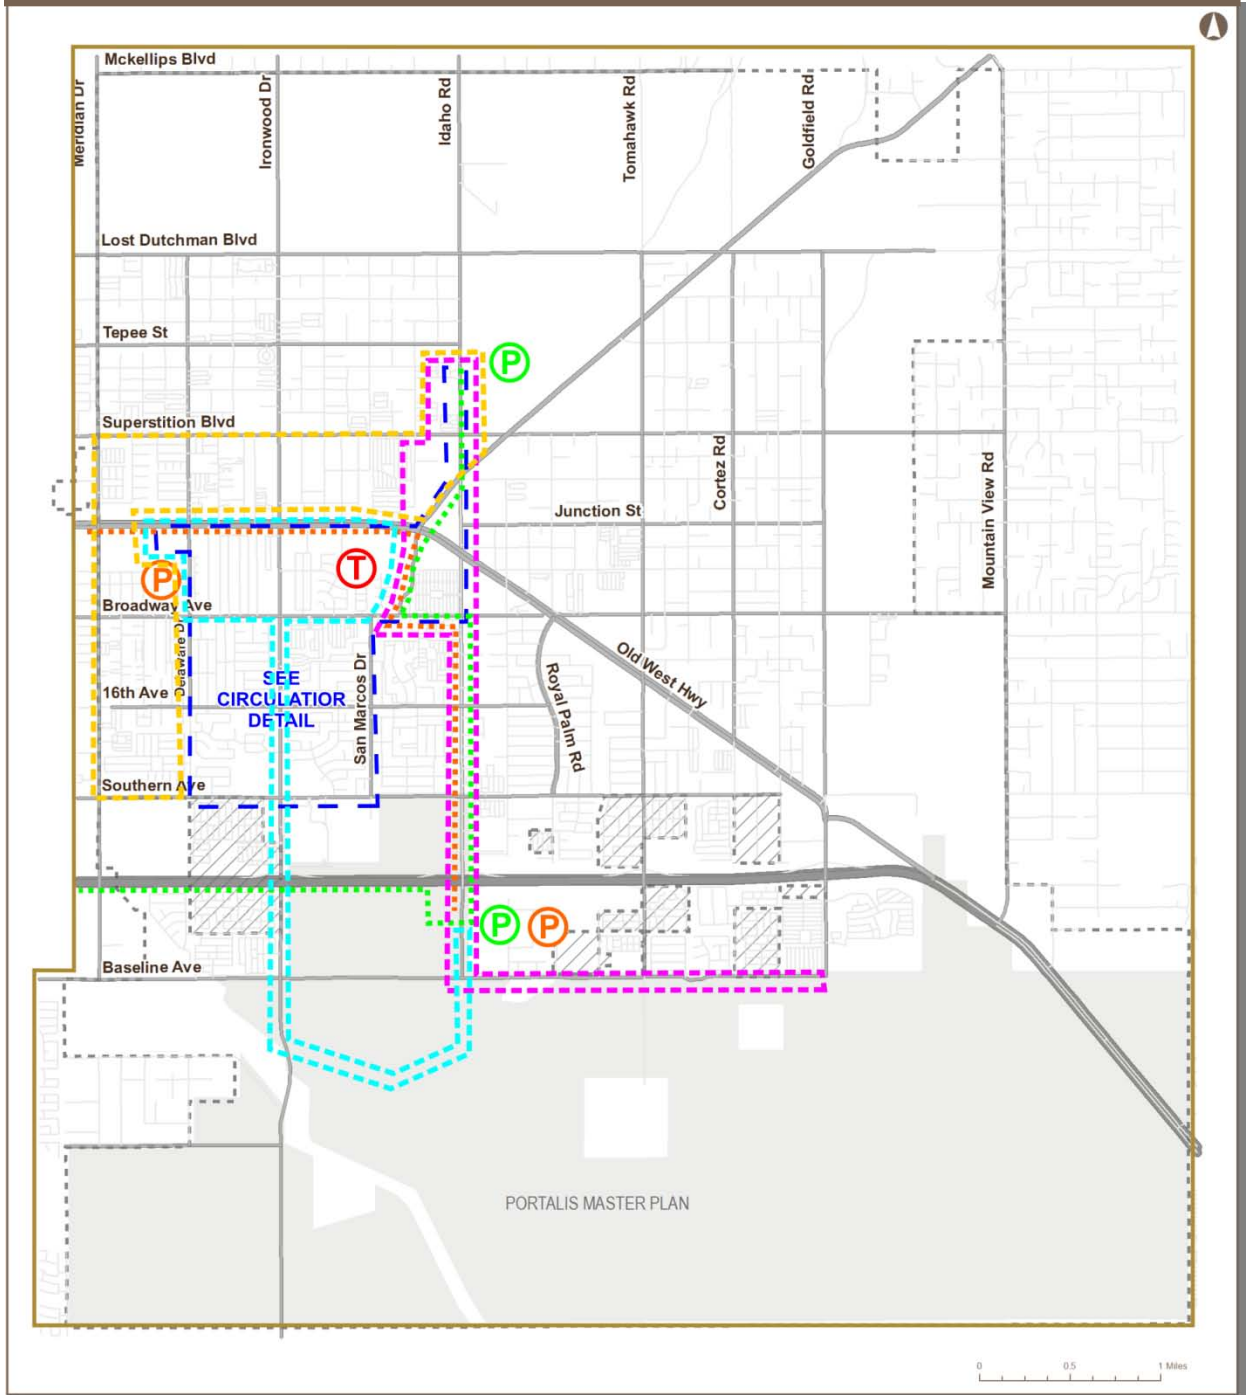 Mckellips Blvd
Meridian Dr
Ironwood Dr
Idaho Rd
Tomahawk Rd
Goldfield Rd
Lost Dutchman Blvd
Tepee St
P
Superstition Blvd
Cortez Rd
Mountain View Rd
Junction St
T
P
Broadway Ave
Delaware Dr
16th Ave
SEE
CIRCULATIOR
DETAIL
San Marcos Dr
Royal Palm Rd
Old West Hwy
Southern Ave
P
P
Baseline Ave
PORTALIS MASTER PLAN
0 0.5 1 Miles